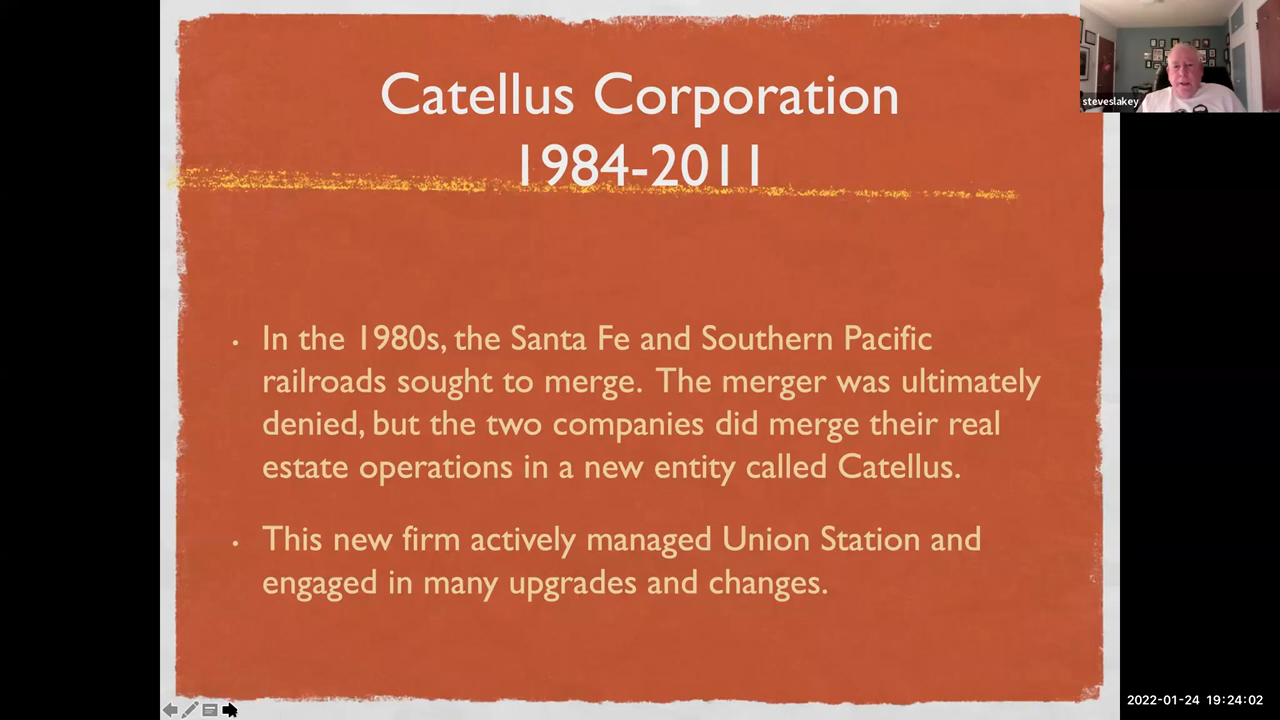 Catellus Corporation
1984-2011
steveslakey
• In the 1980s, the Santa Fe and Southern Pacific
railroads sought to merge. The merger was ultimately
denied, but the two companies did merge their real
estate operations in a new entity called Catellus.
• This new firm actively managed Union Station and
engaged in many upgrades and changes.
2022-01-24 19:24:02